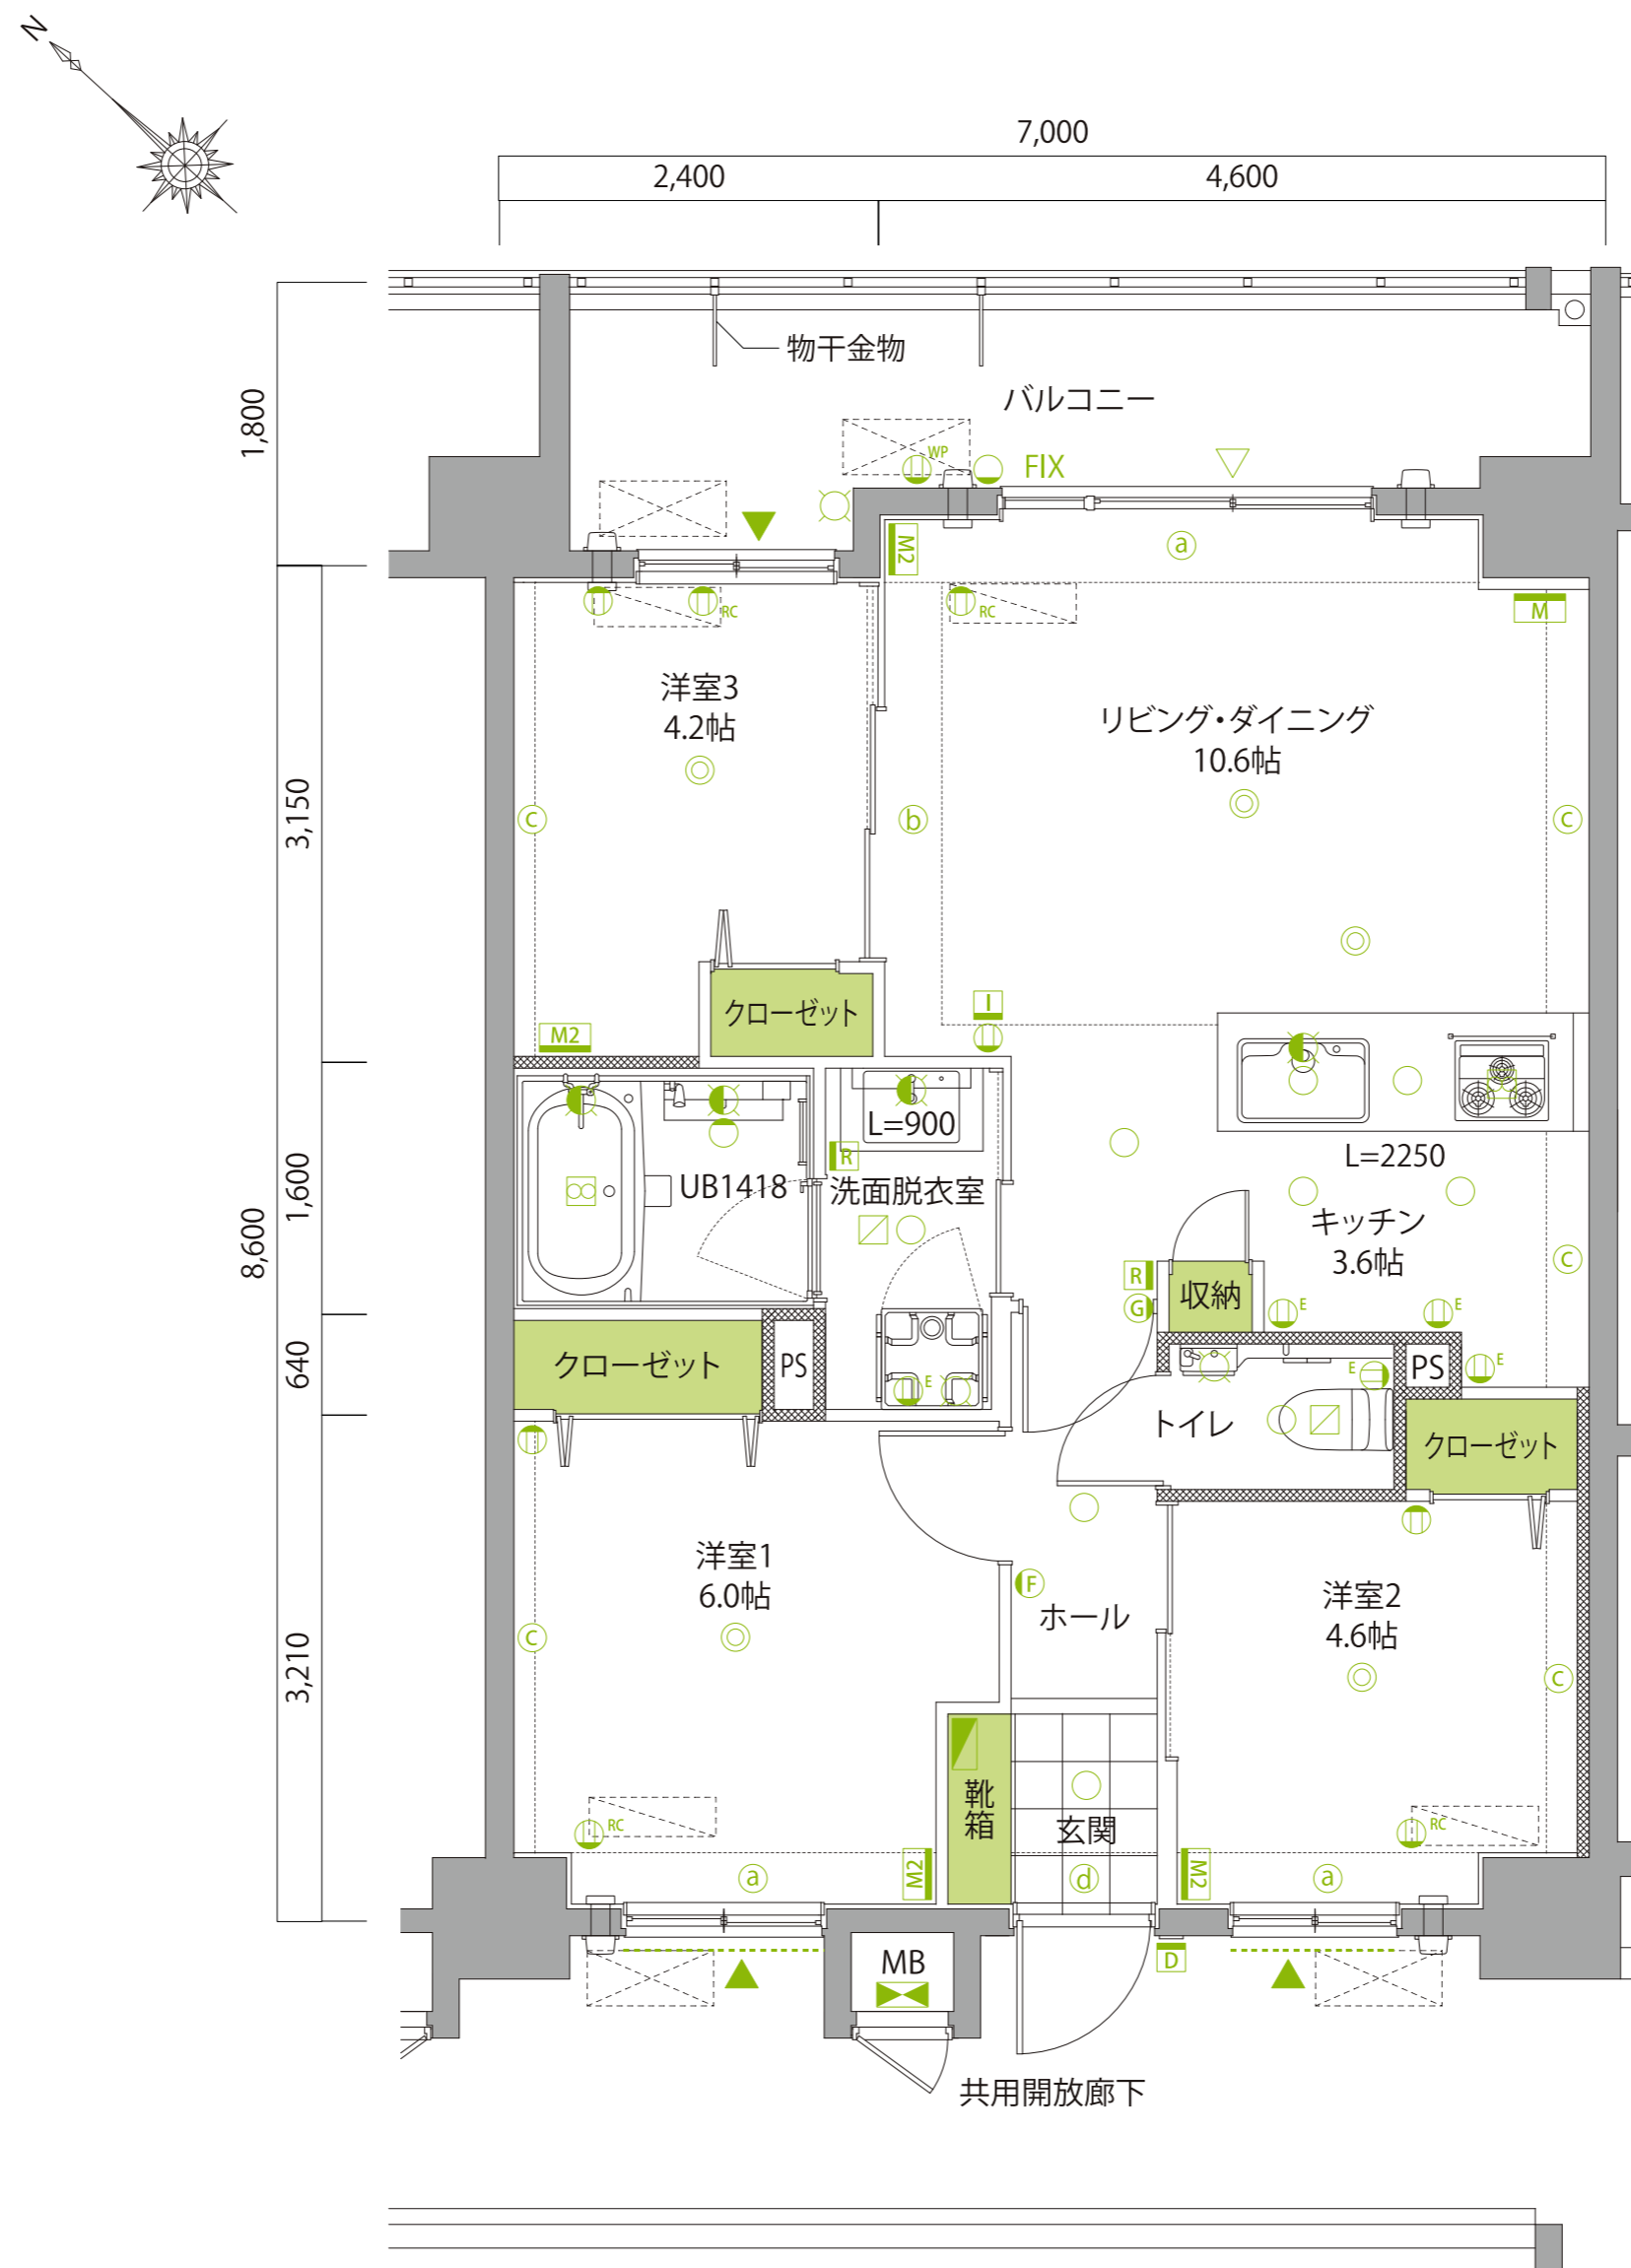 N
7,000
2,400
4,600
1,800
物干金物
バルコニー
WP
FIX
M2
a
RC
RC
M
洋室3
4.2帖
リビング・ダイニング
10.6帖
3,150
c
b
c
クローゼット
I
M2
L=900
R
UB1418
洗面脱衣室
L=2250
キッチン
3.6帖
1,600
8,600
c
R
G
収納
E
E
640
クローゼット
PS
E
E
PS
E
トイレ
クローゼット
洋室1
6.0帖
F
ホール
洋室2
4.6帖
3,210
c
c
靴箱
玄関
RC
RC
a
M2
d
M2
a
MB
D
共用開放廊下